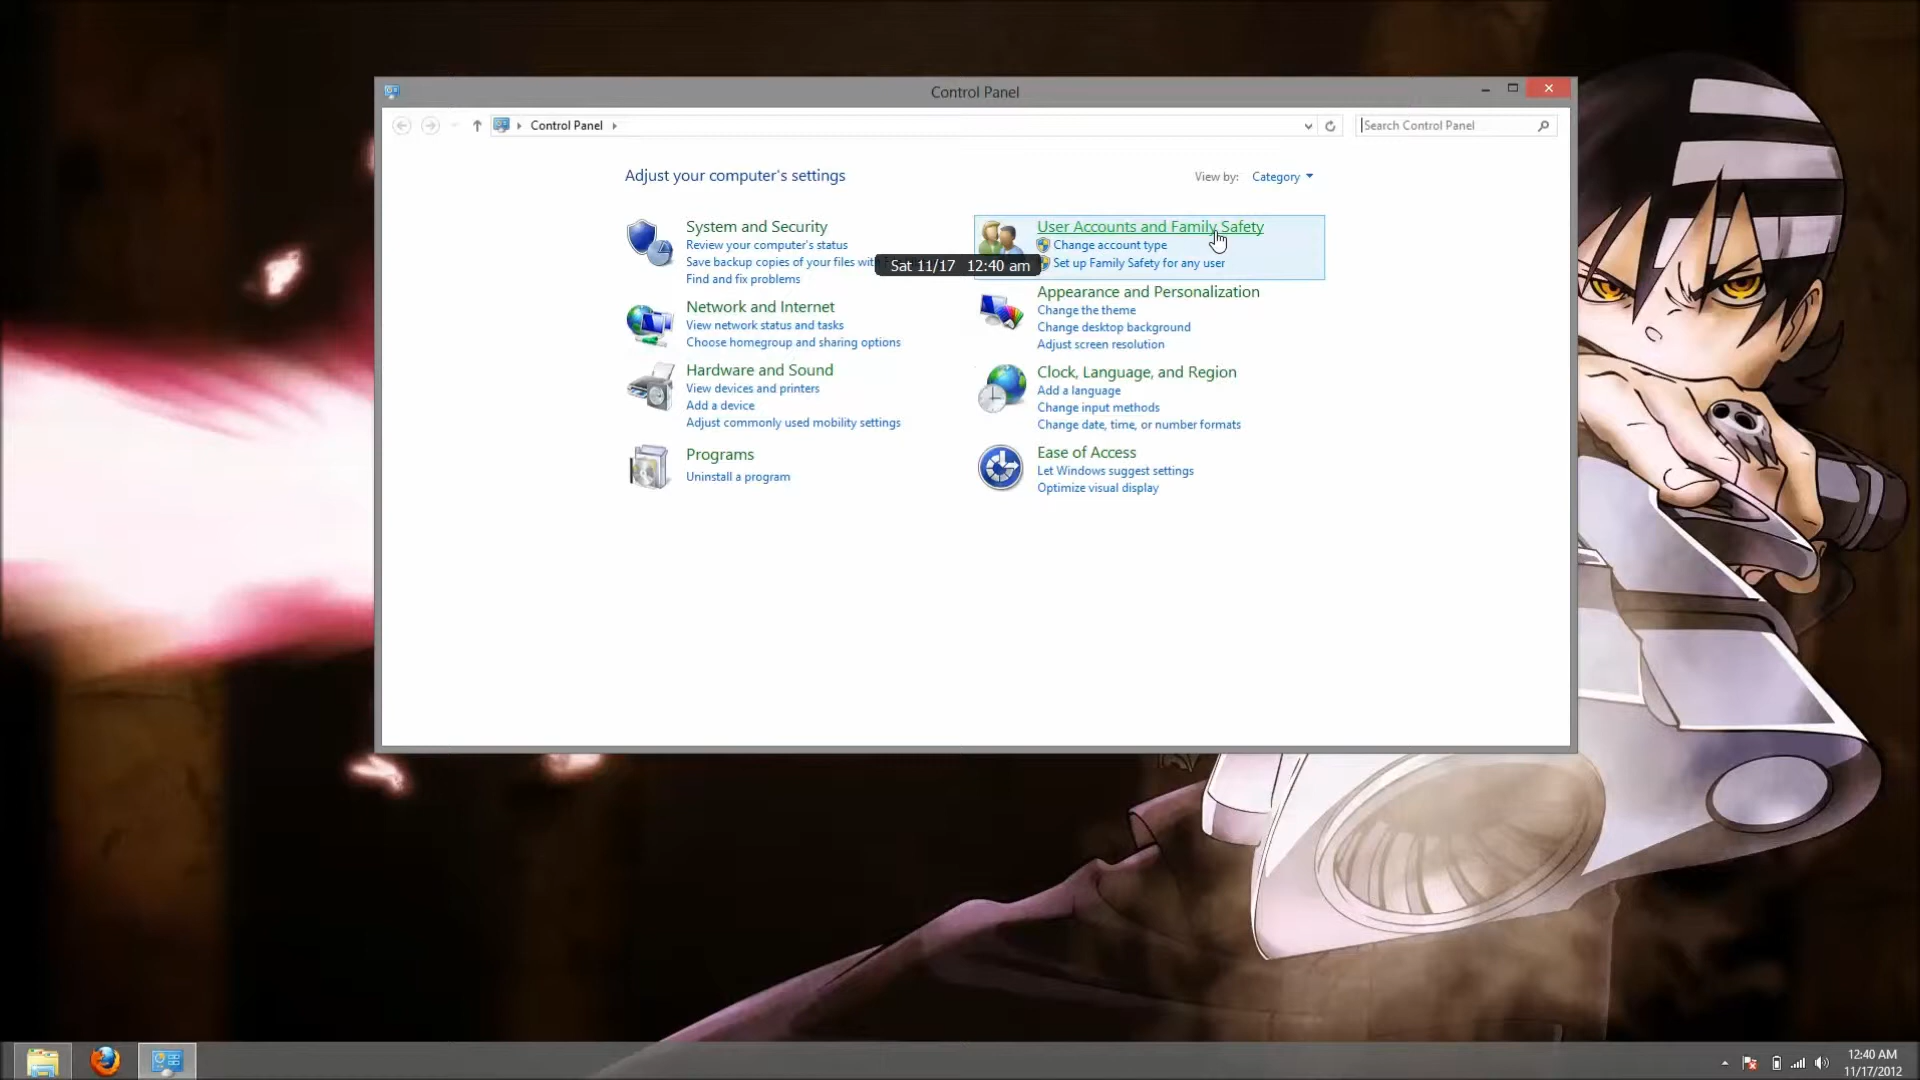 Control Panel
Control Panel
Search Control Panel
Adjust your computer's settings
View by: Category
System and Security
Review your computer's status
Save backup copies of your files with
Find and fix problems
Network and Internet
View network status and tasks
Choose homegroup and sharing options
Hardware and Sound
View devices and printers
Add a device
Adjust commonly used mobility settings
Programs
Uninstall a program
User Accounts and Family Safety
Change account type
Set up Family Safety for any user
Sat 11/17 12:40 am
Appearance and Personalization
Change the theme
Change desktop background
Adjust screen resolution
Clock, Language, and Region
Add a language
Change input methods
Change date, time, or number formats
Ease of Access
Let Windows suggest settings
Optimize visual display
12:40 AM
11/17/2012